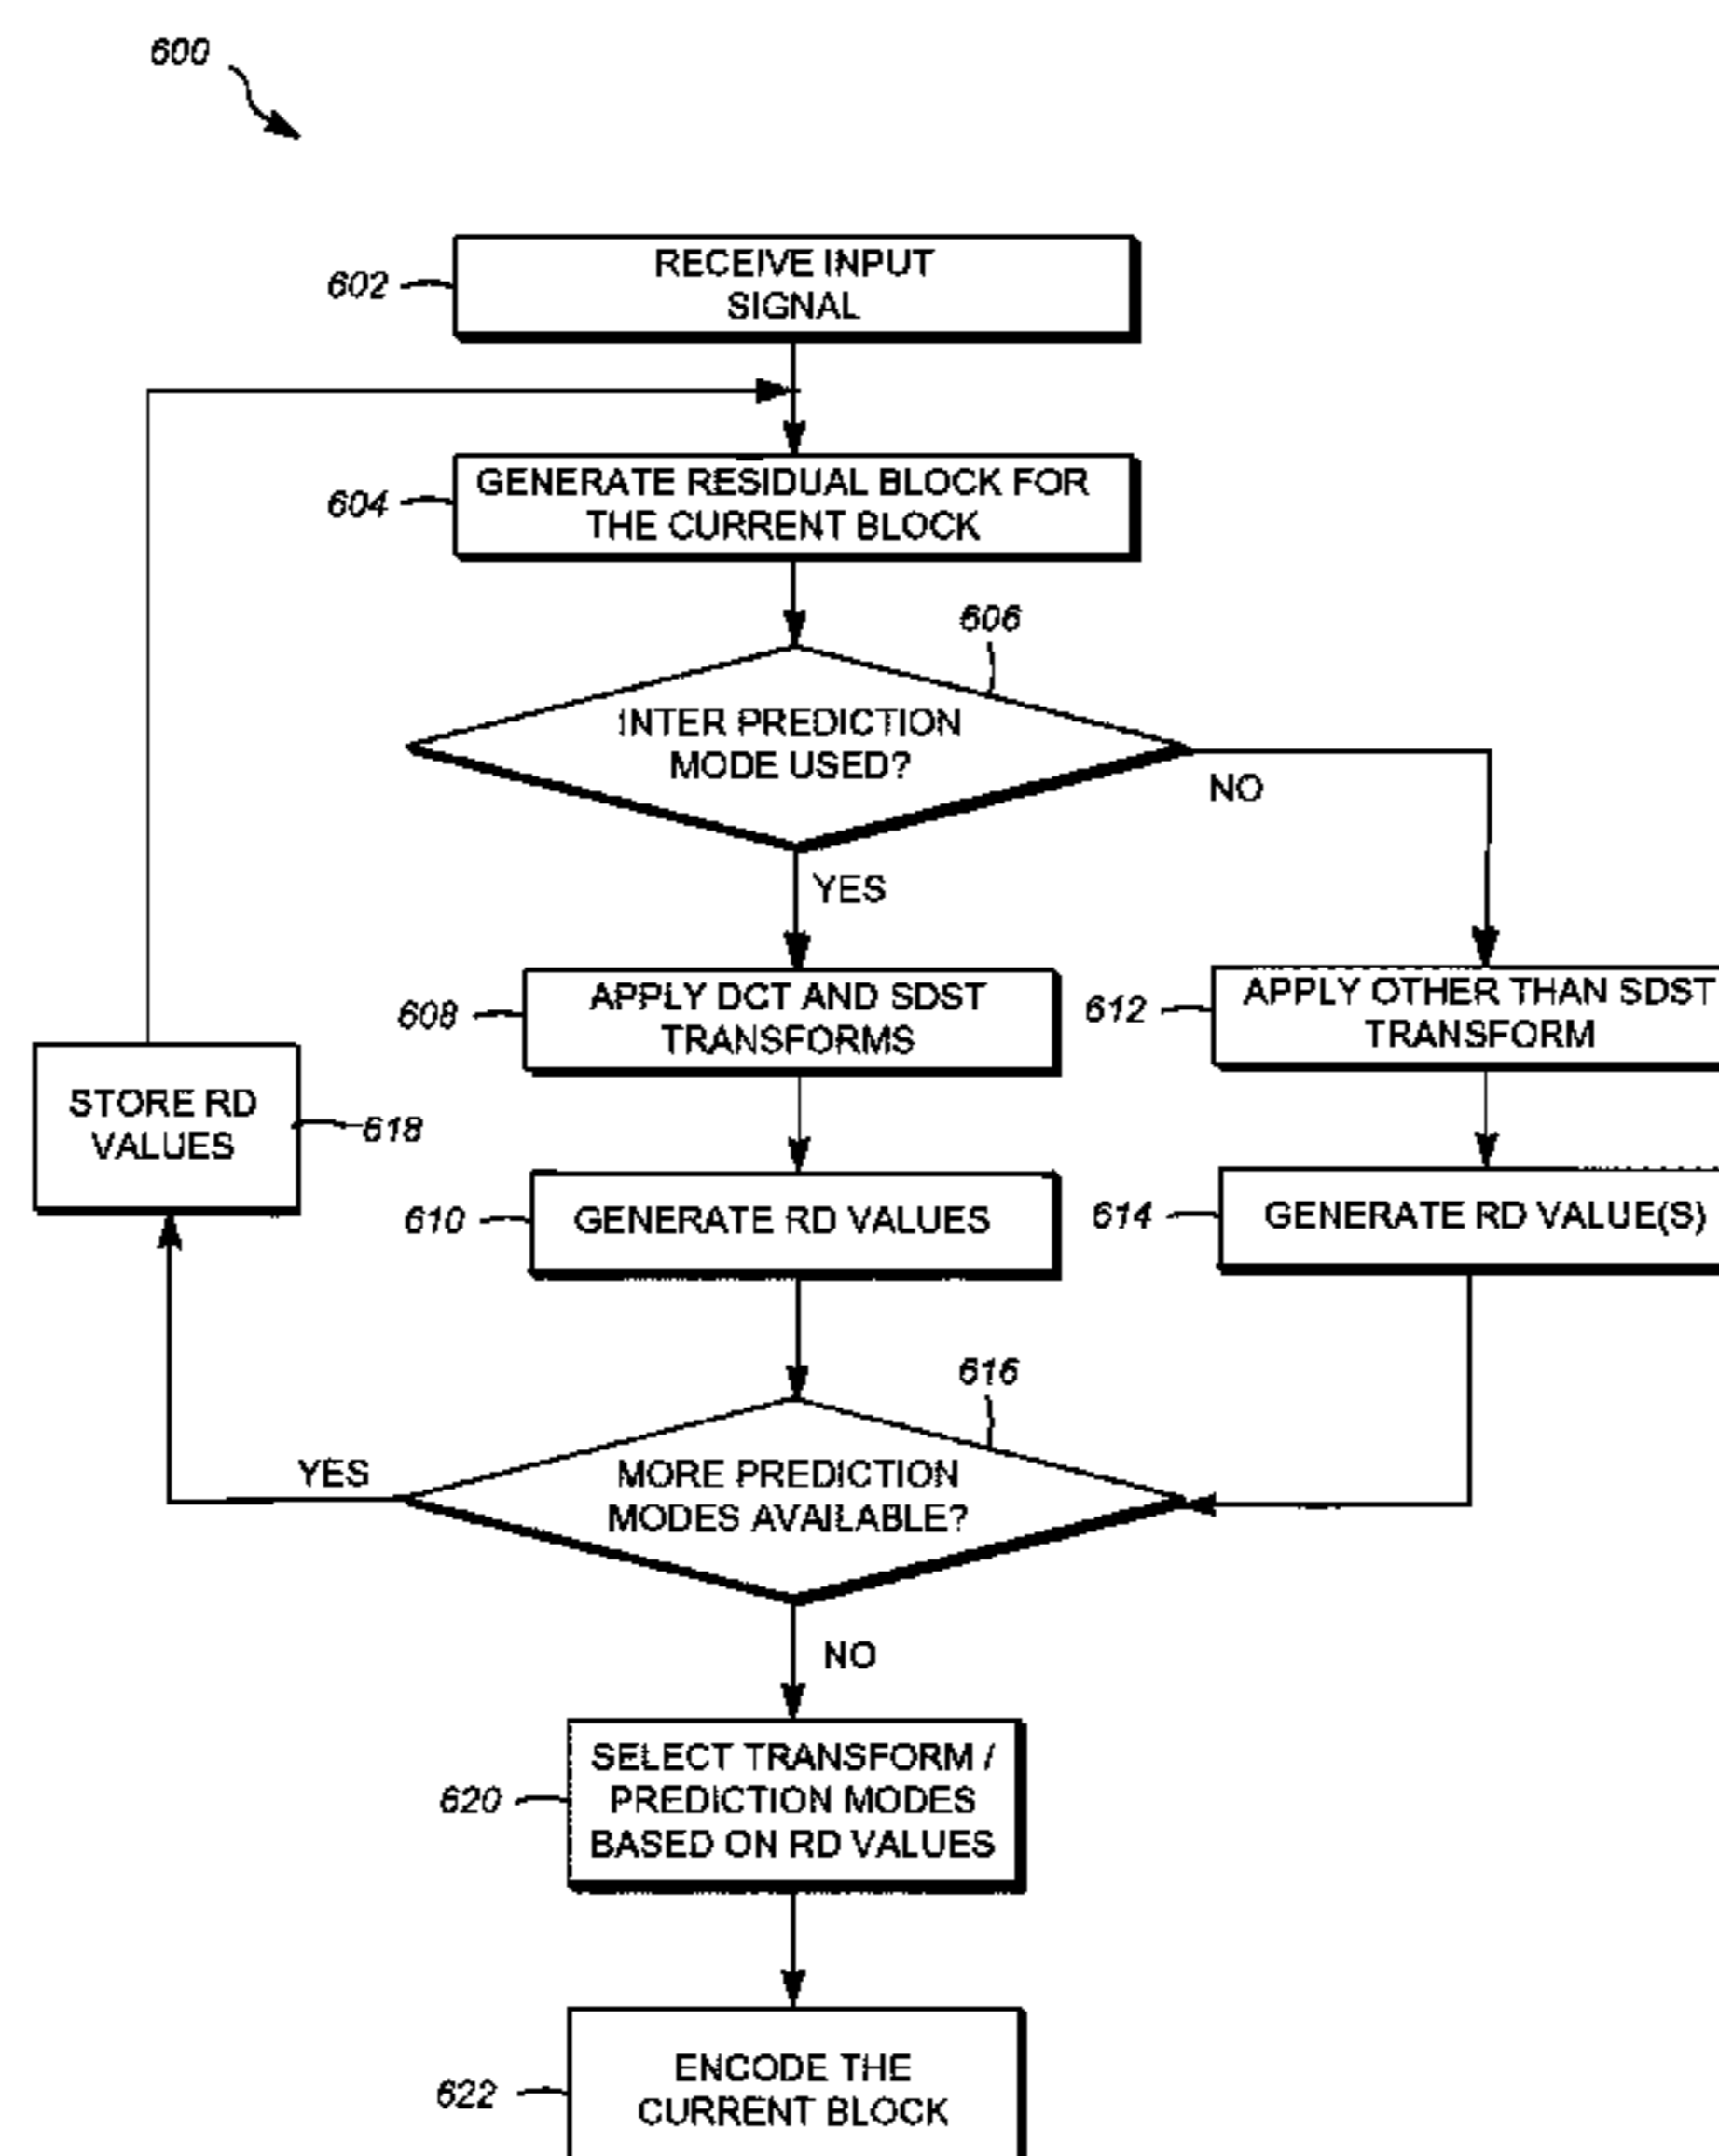 600
602
RECEIVE INPUT
SIGNAL
604
GENERATE RESIDUAL BLOCK FOR
THE CURRENT BLOCK
606
INTER PREDICTION
MODE USED?
NO
YES
608
APPLY DCT AND SDST
TRANSFORMS
612
APPLY OTHER THAN SDST
TRANSFORM
STORE RD
VALUES
618
610
GENERATE RD VALUES
614
GENERATE RD VALUE(S)
616
YES
MORE PREDICTION
MODES AVAILABLE?
NO
620
SELECT TRANSFORM /
PREDICTION MODES
BASED ON RD VALUES
622
ENCODE THE
CURRENT BLOCK